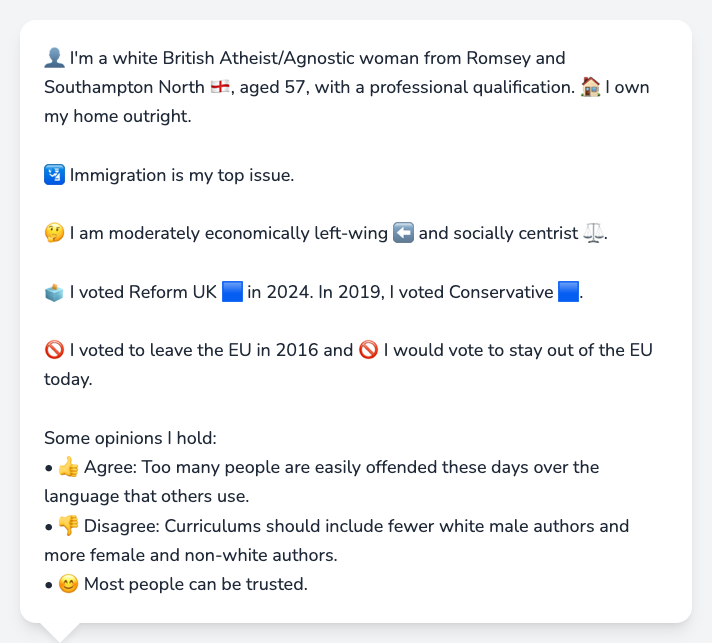 👤 I'm a white British Atheist/Agnostic woman from Romsey and
Southampton North 🏴󠁧󠁢󠁥󠁮󠁧󠁿, aged 57, with a professional qualification. 🏠 I own
my home outright.
🛂 Immigration is my top issue.
🤔 I am moderately economically left-wing ⬅️ and socially centrist ⚖️.
🗳️ I voted Reform UK 🟦 in 2024. In 2019, I voted Conservative 🟦.
🚫 I voted to leave the EU in 2016 and 🚫 I would vote to stay out of the EU
today.
Some opinions I hold:
• 👍 Agree: Too many people are easily offended these days over the
language that others use.
• 👎 Disagree: Curriculums should include fewer white male authors and
more female and non-white authors.
• 😊 Most people can be trusted.